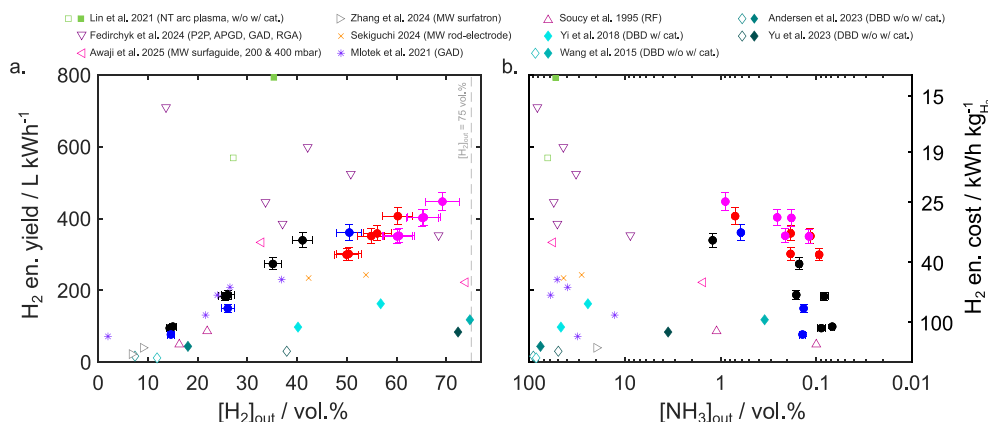 Lin et al. 2021 (NT arc plasma, w/o w/ cat.)
Zhang et al. 2024 (MW surfatron)
Soucy et al. 1995 (RF)
Andersen et al. 2023 (DBD w/o w/ cat.)
Fedirchyk et al. 2024 (P2P, APGD, GAD, RGA)
Sekiguchi 2024 (MW rod-electrode)
Yi et al. 2018 (DBD w/ cat.)
Yu et al. 2023 (DBD w/o w/ cat.)
Awaji et al. 2025 (MW surfaguide, 200 & 400 mbar)
Mlotek et al. 2021 (GAD)
Wang et al. 2015 (DBD w/o w/ cat.)
a.
b.
800
600
400
200
0
H2 en. yield / L kWh-1
0 10 20 30 40 50 60 70
[H2]out / vol.%
[H2]out = 75 vol.%
100 10 1 0.1 0.01
[NH3]out / vol.%
15
19
25
40
100
H2 en. cost / kWh kg-1H2